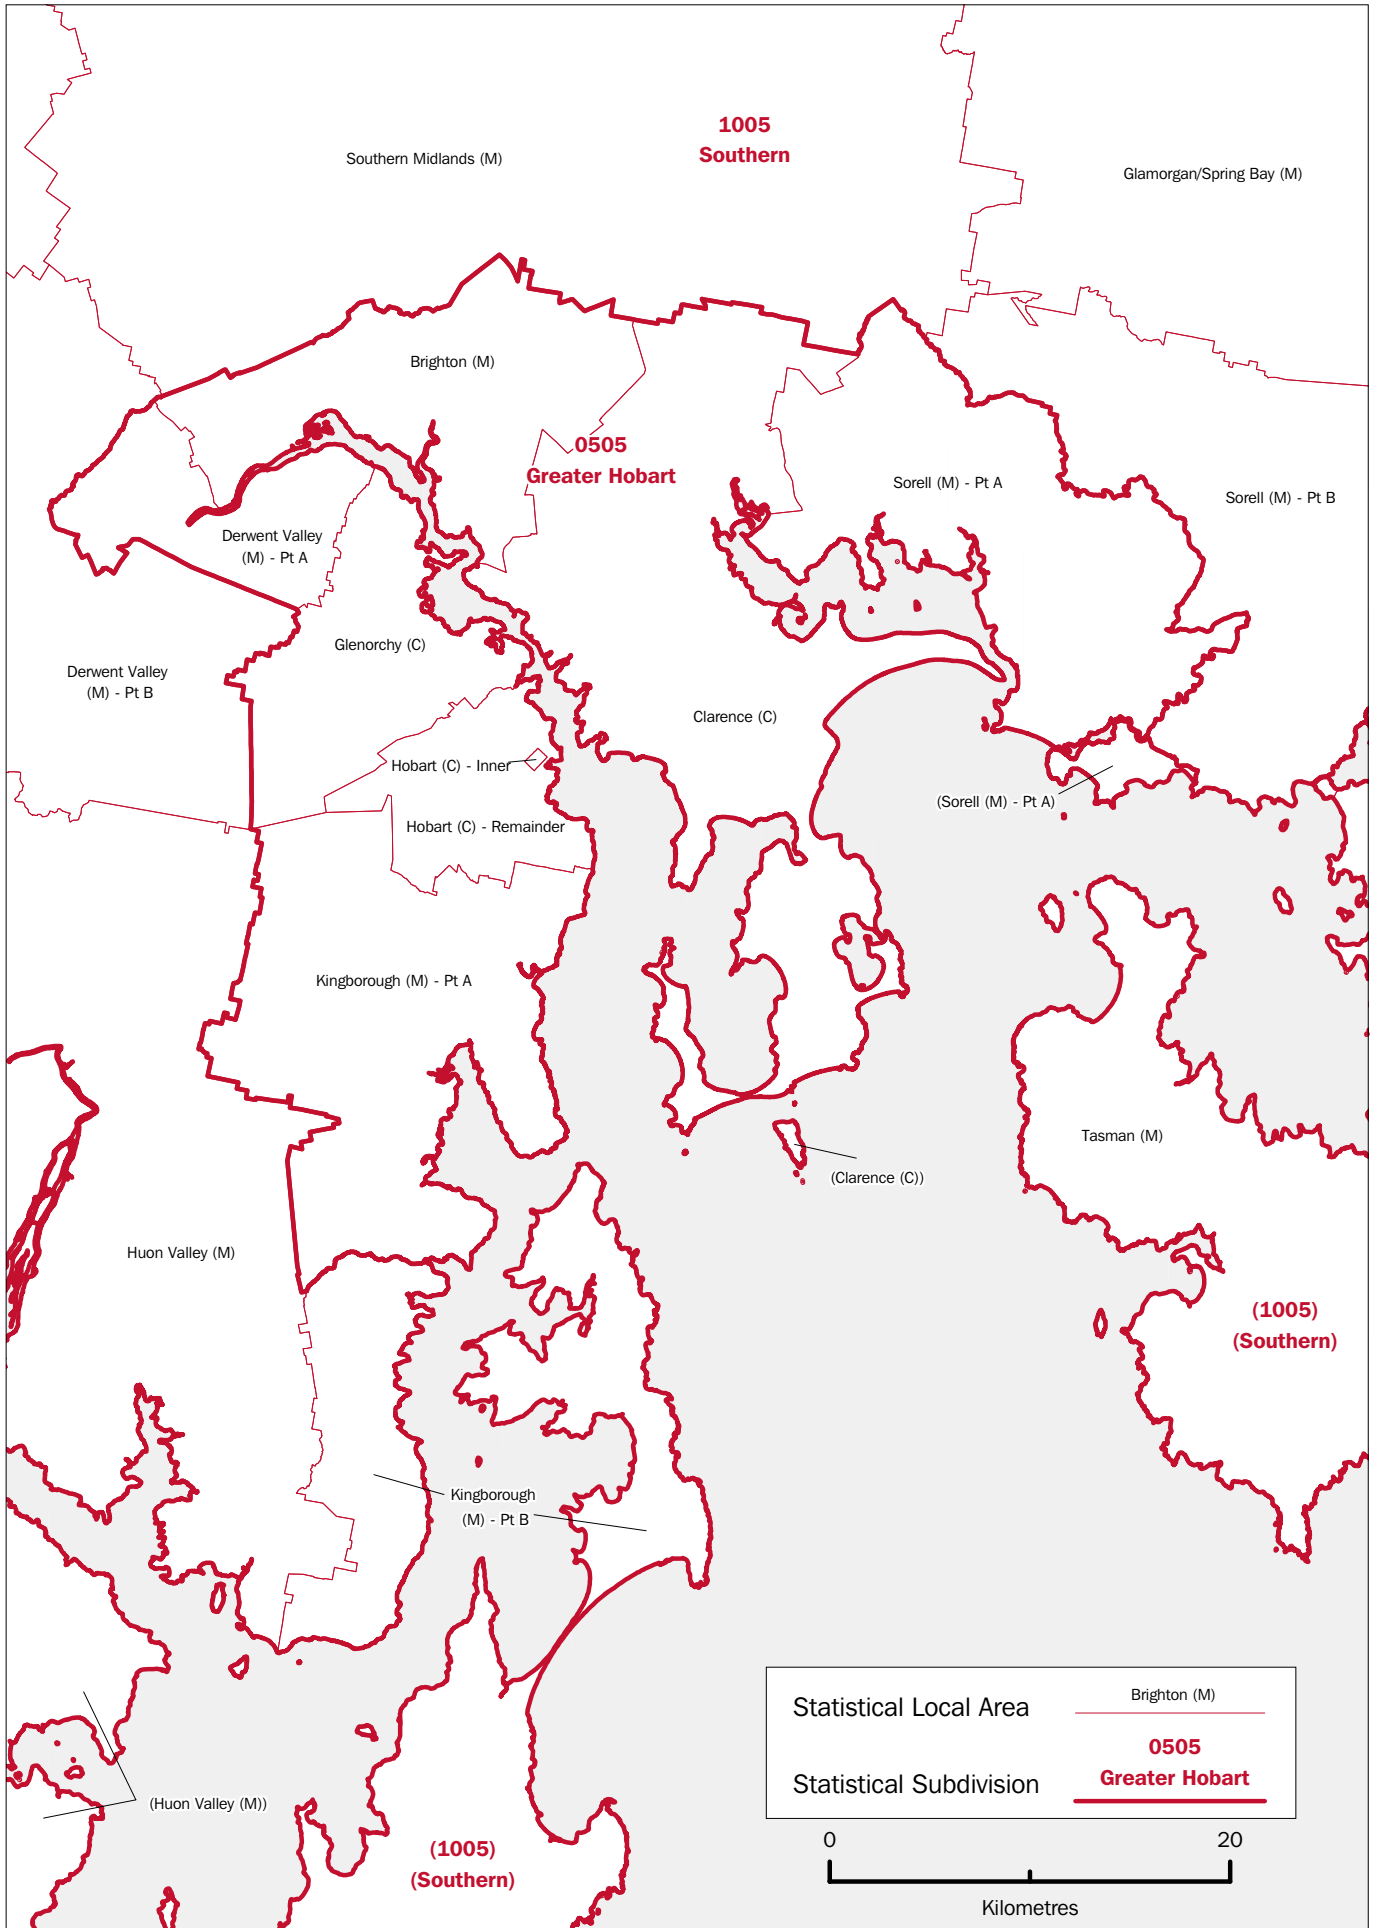 1005
Southern
Southern Midlands (M)
Glamorgan/Spring Bay (M)
Brighton (M)
0505
Greater Hobart
Sorell (M) - Pt A
Sorell (M) - Pt B
Derwent Valley
(M) - Pt A
Glenorchy (C)
Derwent Valley
(M) - Pt B
Clarence (C)
Hobart (C) - Inner
(Sorell (M) - Pt A)
Hobart (C) - Remainder
Kingborough (M) - Pt A
Tasman (M)
(Clarence (C))
Huon Valley (M)
(1005)
(Southern)
Kingborough
(M) - Pt B
(Huon Valley (M))
(1005)
(Southern)
Statistical Local Area
Brighton (M)
0505
Greater Hobart
Statistical Subdivision
0
20
Kilometres